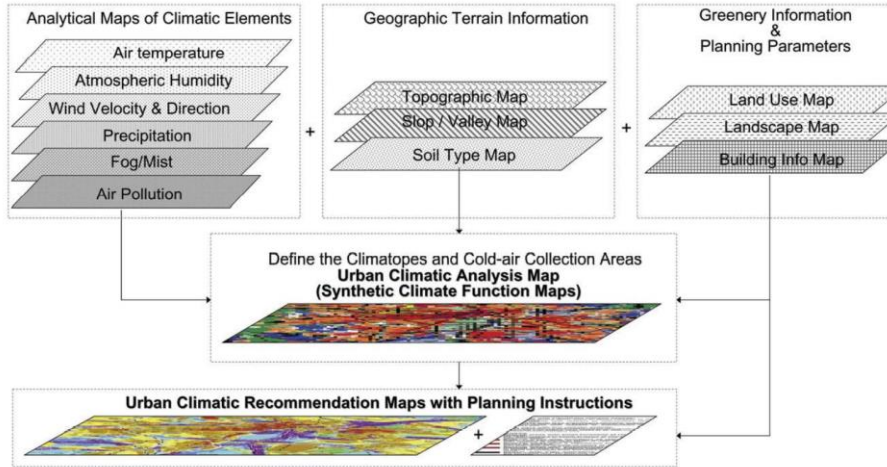 Analytical Maps of Climatic Elements
Air temperature
Atmospheric Humidity
Wind Velocity & Direction
Precipitation
Fog/Mist
Air Pollution
+
Geographic Terrain Information
Topographic Map
Slop / Valley Map
Soil Type Map
+
Greenery Information
&
Planning Parameters
Land Use Map
Landscape Map
Building Info Map
Define the Climatopes and Cold-air Collection Areas
Urban Climatic Analysis Map
(Synthetic Climate Function Maps)
Urban Climatic Recommendation Maps with Planning Instructions
+